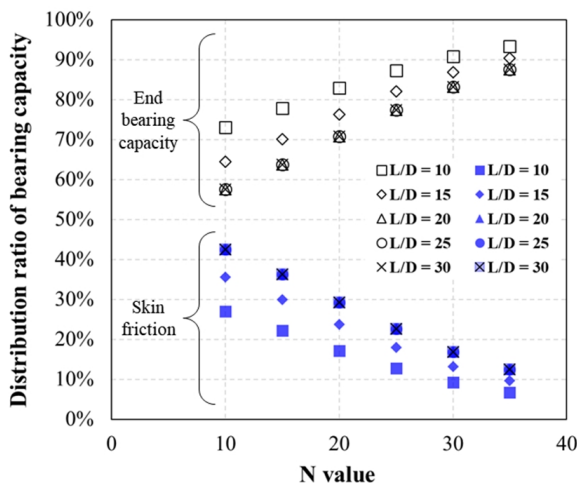 Distribution ratio of bearing capacity
100%
90%
80%
70%
60%
50%
40%
30%
20%
10%
0%
End
bearing
capacity
Skin
friction
L/D = 10 L/D = 10
L/D = 15 L/D = 15
L/D = 20 L/D = 20
L/D = 25 L/D = 25
L/D = 30 L/D = 30
0 10 20 30 40
N value